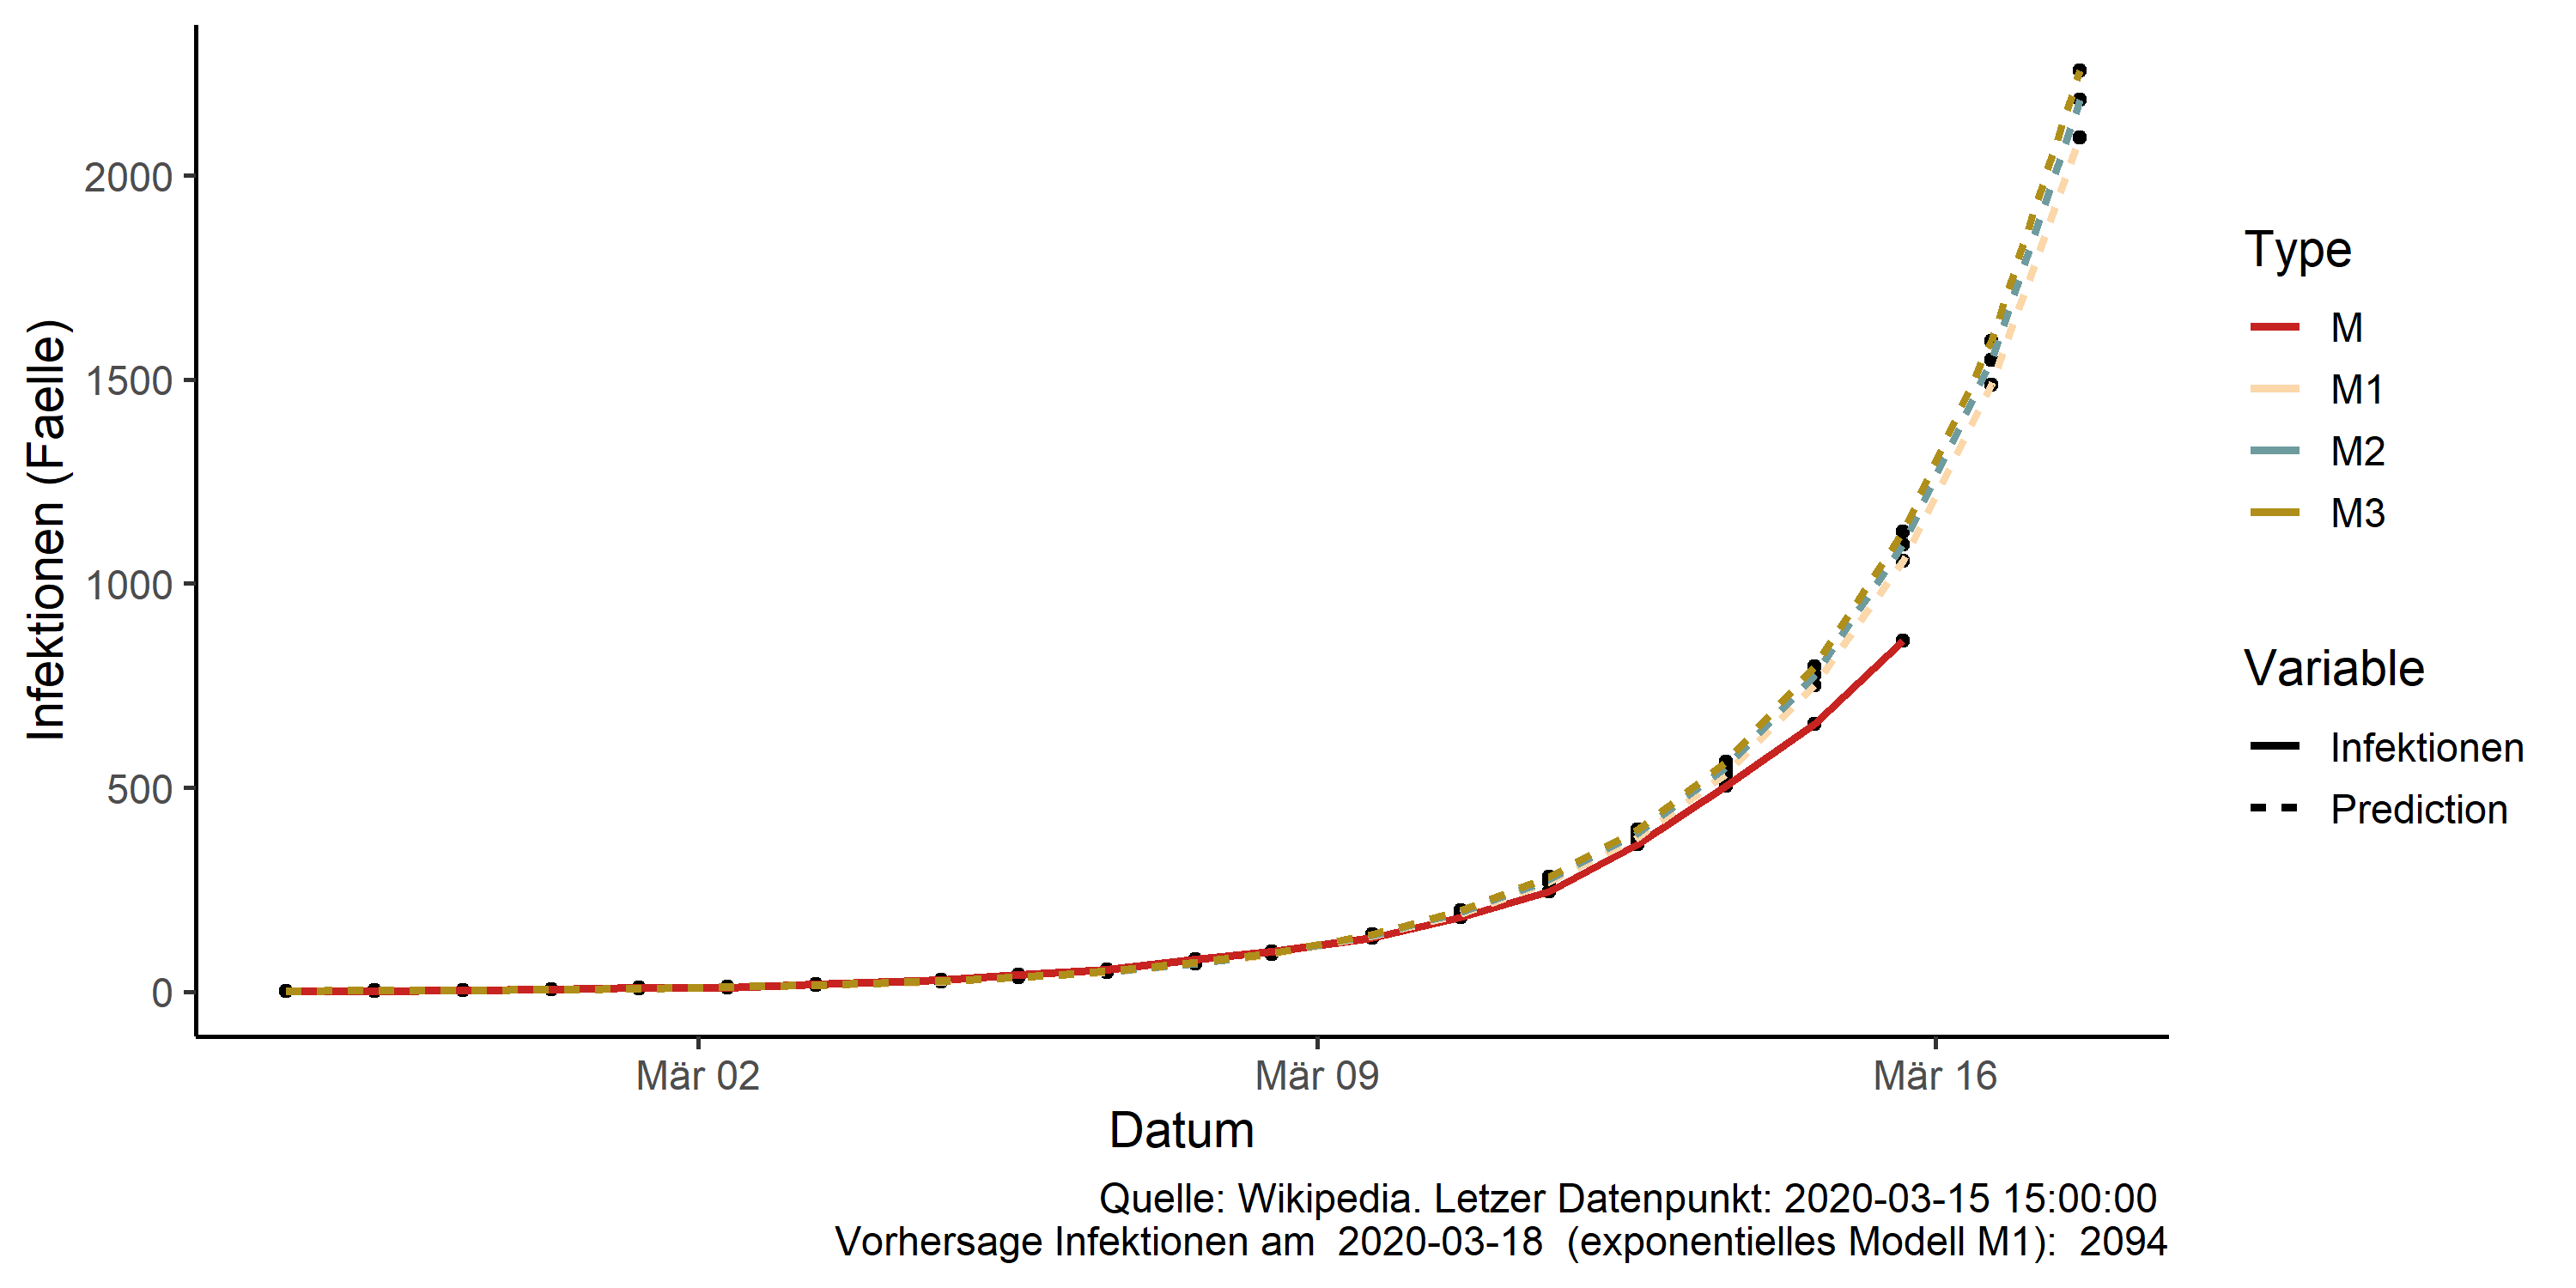 Infektionen (Faelle)
2000
1500
1000
500
0
Mär 02
Mär 09
Mär 16
Datum
Type
M
M1
M2
M3
Variable
Infektionen
Prediction
Quelle: Wikipedia. Letzer Datenpunkt: 2020-03-15 15:00:00
Vorhersage Infektionen am 2020-03-18 (exponentielles Modell M1): 2094